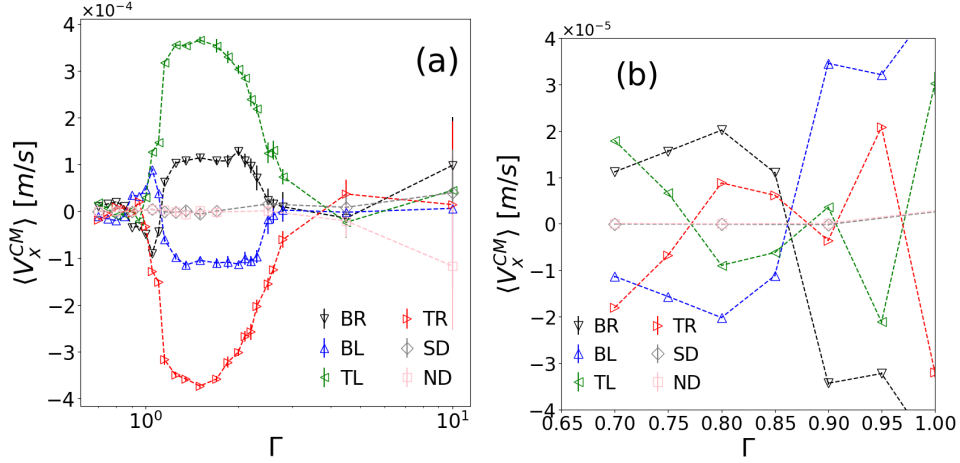 ×10⁻⁴
4
3
2
1
0
−1
−2
−3
−4
⟨V_x^CM⟩ [m/s]
(a)
BR
BL
TL
TR
SD
ND
10⁰
10¹
Γ
×10⁻⁵
4
3
2
1
0
−1
−2
−3
−4
⟨V_x^CM⟩ [m/s]
(b)
BR
BL
TL
TR
SD
ND
0.65 0.70 0.75 0.80 0.85 0.90 0.95 1.00
Γ